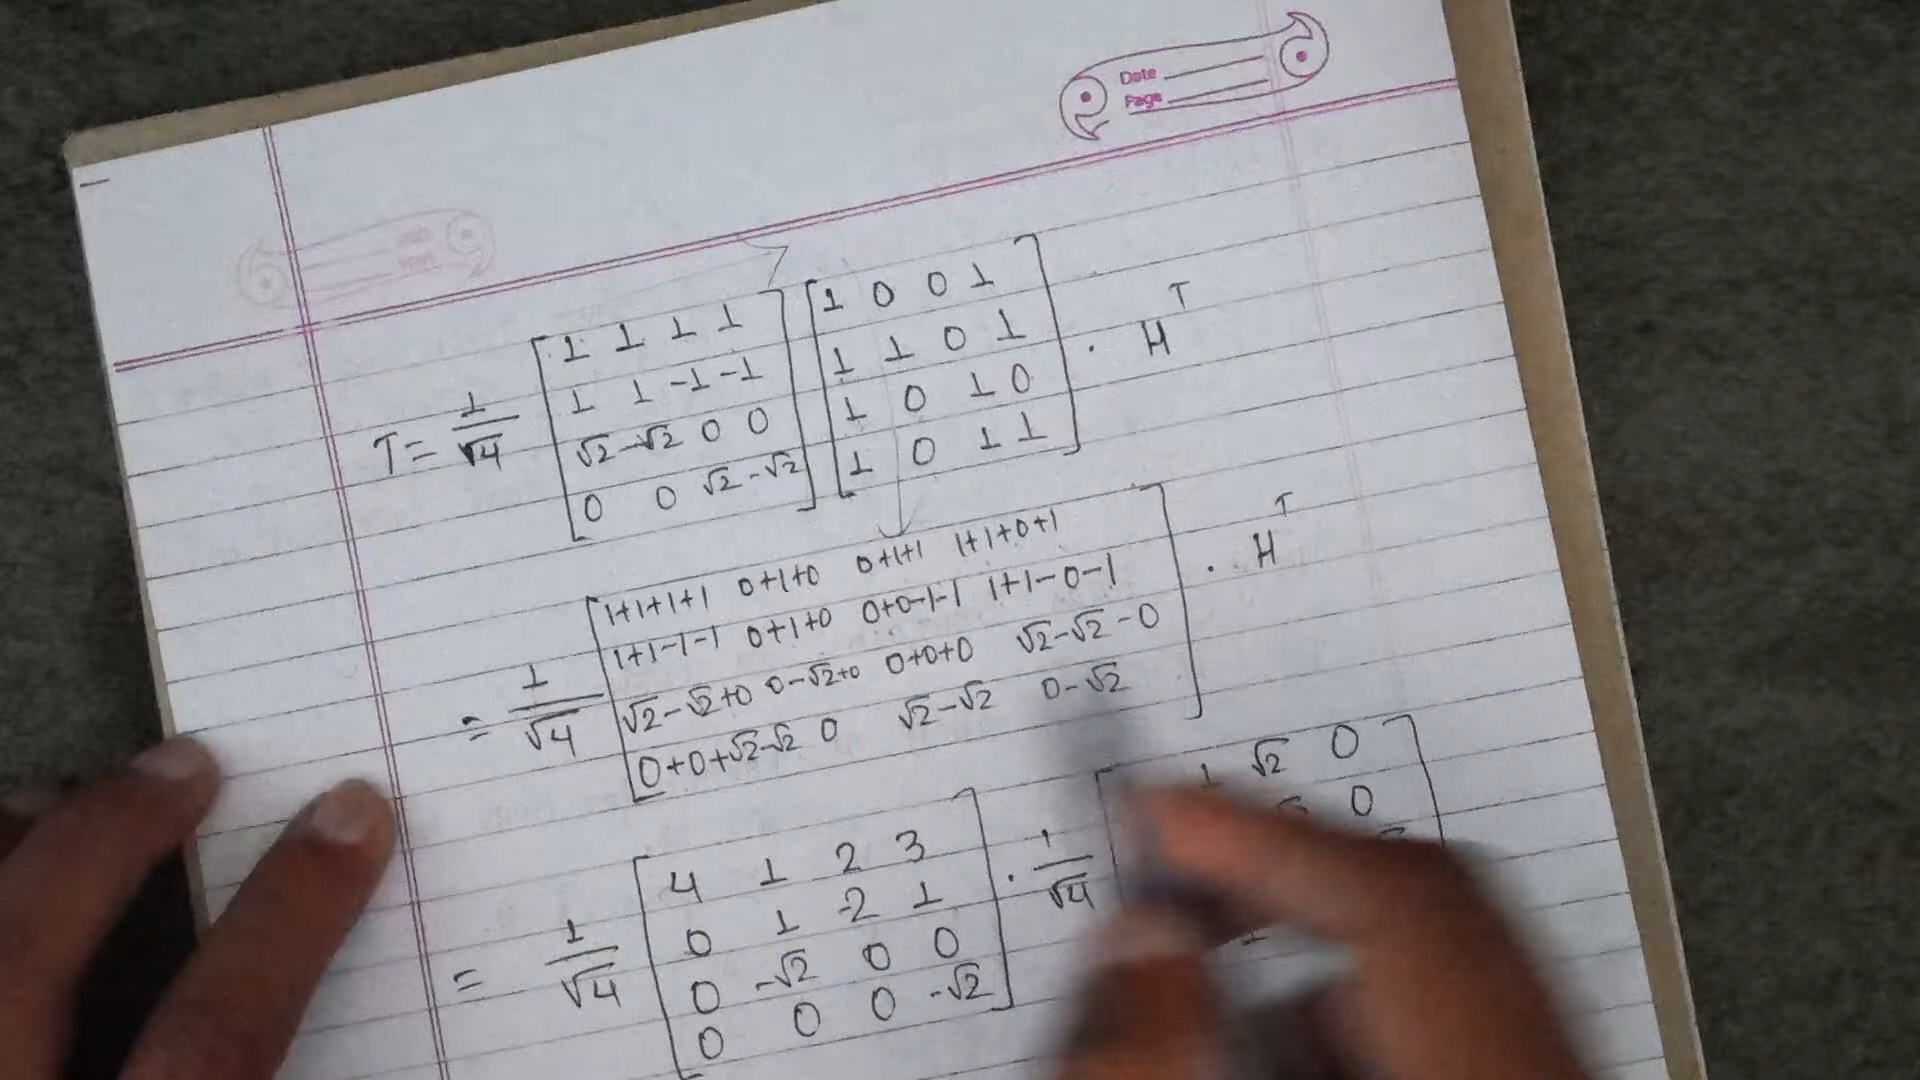 Date
Page
T = 1/√4 [1 1 1 1] [1 0 0 1] . H^T
[1 1 -1 -1] [1 1 0 1]
[√2 -√2 0 0] [1 0 1 0]
[0 0 √2 -√2] [1 0 1 1]
= 1/√4 [1+1+1+1 0+1+0 0+1+1 1+1+0+1] . H^T
[1+1-1-1 0+1+0 0+0-1-1 1+1-0-1]
[√2-√2+0 0-√2+0 0+0+0 √2-√2-0]
[0+0+√2-√2 0 √2-√2 0-√2]
= 1/√4 [4 1 2 3] . 1/√4 [1 √2 0]
[0 1 -2 1] 0
[0 -√2 0 0]
[0 0 0 -√2]